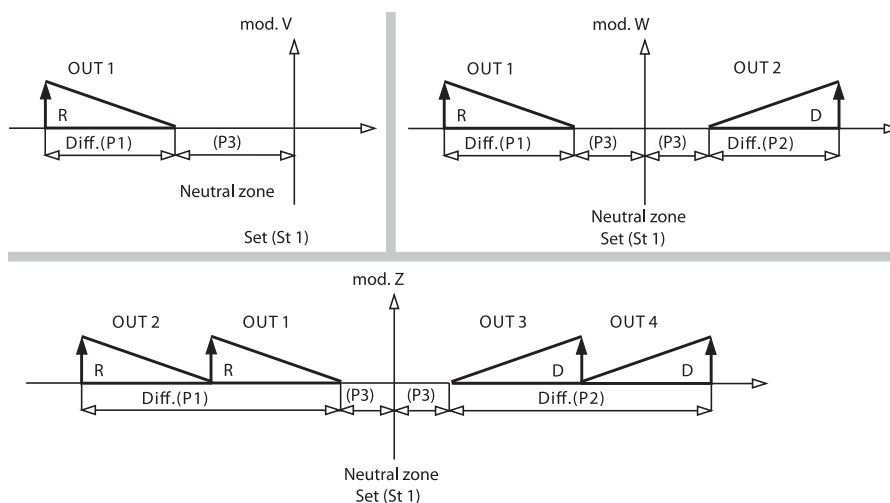 mod. V
OUT 1
R
Diff.(P1)
(P3)
Neutral zone
Set (St 1)
mod. W
OUT 1
OUT 2
R
D
Diff.(P1)
(P3)
(P3)
Diff.(P2)
Neutral zone
Set (St 1)
mod. Z
OUT 2
OUT 1
OUT 3
OUT 4
R
R
D
D
Diff.(P1)
(P3)
(P3)
Diff.(P2)
Neutral zone
Set (St 1)